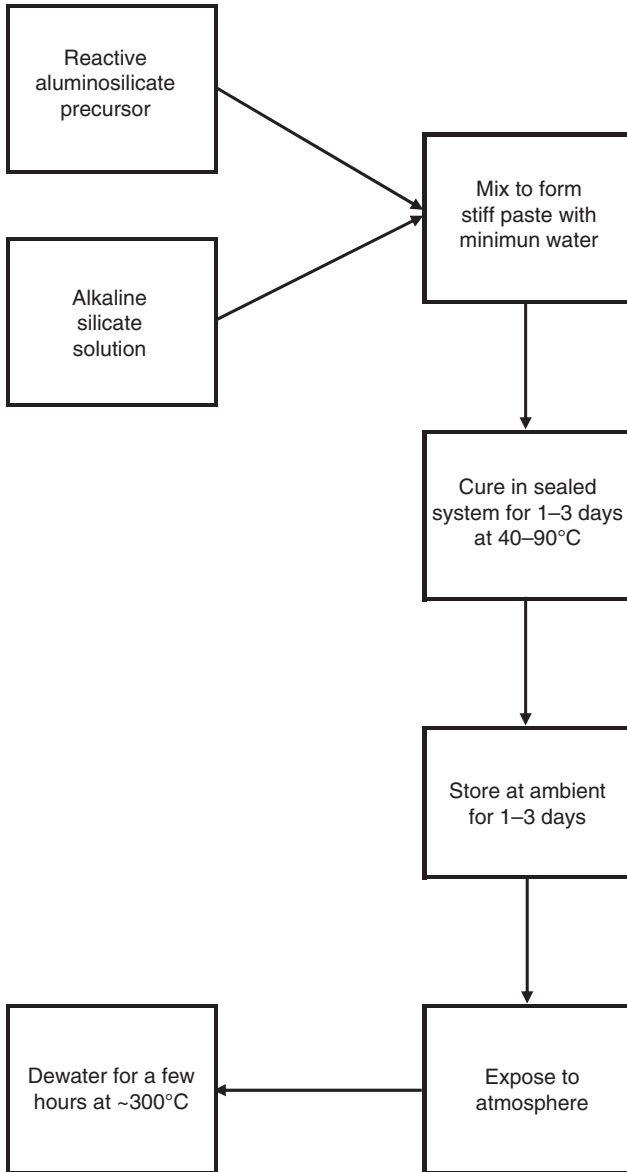 Reactive
aluminosilicate
precursor
Alkaline
silicate
solution
Mix to form
stiff paste with
minimun water
Cure in sealed
system for 1–3 days
at 40–90°C
Store at ambient
for 1–3 days
Expose to
atmosphere
Dewater for a few
hours at ~300°C